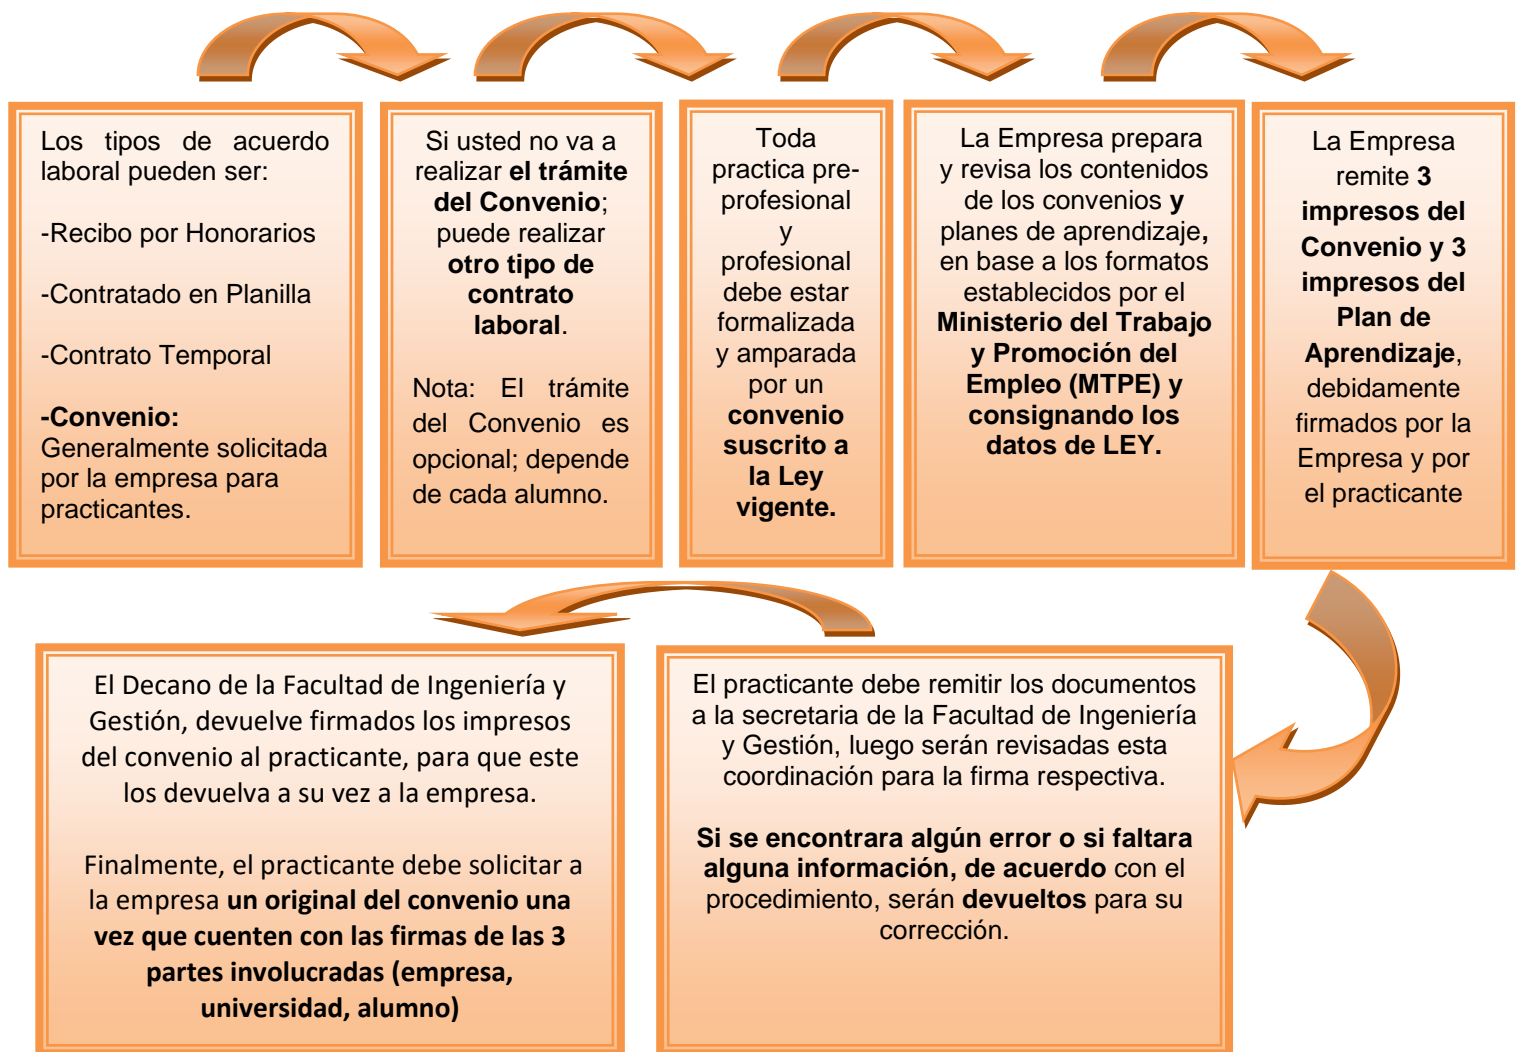 Los tipos de acuerdo
laboral pueden ser:
-Recibo por Honorarios
-Contratado en Planilla
-Contrato Temporal
-Convenio:
Generalmente solicitada
por la empresa para
practicantes.
Si usted no va a
realizar el trámite
del Convenio;
puede realizar
otro tipo de
contrato
laboral.
Nota: El trámite
del Convenio es
opcional; depende
de cada alumno.
Toda
practica pre-
profesional
y
profesional
debe estar
formalizada
y amparada
por un
convenio
suscrito a
la Ley
vigente.
La Empresa prepara
y revisa los contenidos
de los convenios y
planes de aprendizaje,
en base a los formatos
establecidos por el
Ministerio del Trabajo
y Promoción del
Empleo (MTPE) y
consignando los
datos de LEY.
La Empresa
remite 3
impresos del
Convenio y 3
impresos del
Plan de
Aprendizaje,
debidamente
firmados por la
Empresa y por
el practicante
El practicante debe remitir los documentos
a la secretaria de la Facultad de Ingeniería
y Gestión, luego serán revisadas esta
coordinación para la firma respectiva.
Si se encontrara algún error o si faltara
alguna información, de acuerdo con el
procedimiento, serán devueltos para su
corrección.
El Decano de la Facultad de Ingeniería y
Gestión, devuelve firmados los impresos
del convenio al practicante, para que este
los devuelva a su vez a la empresa.
Finalmente, el practicante debe solicitar a
la empresa un original del convenio una
vez que cuenten con las firmas de las 3
partes involucradas (empresa,
universidad, alumno)